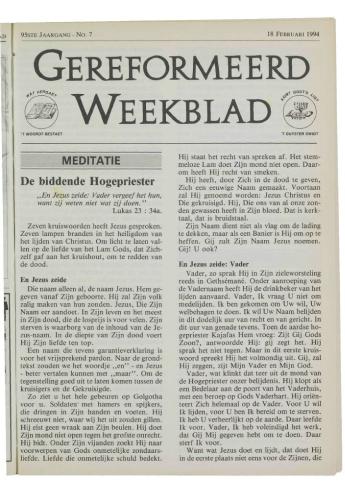 95STE JAARGANG - No. 7
18 FEBRUARI 1994
GEREFORMEERD
WEEKBLAD
WAT HERAET
'T WOORDT BESTAET
'T DUYSTER SWIGT
MEDITATIE
De biddende Hogepriester
„En Jezus zeide: Vader vergeef het hun,
want zij weten niet wat zij doen."
Lukas 23 : 34a.
Zeven kruiswoorden heeft Jezus gesproken.
Zeven lampen branden in het heiligdom van
het lijden van Christus. Om licht te laten val-
len op de liefde van het Lam Gods, dat Zich-
zelf gaf aan het kruishout, om te redden van
de dood.
En Jezus zeide
Die naam alleen al, de naam Jezus. Hem ge-
geven vanaf Zijn geboorte. Hij zal Zijn volk
zalig maken van hun zonden. Jezus, Die Zijn
Naam eer aandoet. In Zijn leven en het meest
in Zijn dood, die de losprijs is voor velen. Zijn
sterven is waarborg van de inhoud van de Je-
zus-naam. In de diepte van Zijn dood voert
Hij Zijn liefde ten top.
Een naam die tevens garantieverklaring is
voor het vrijsprekend pardon. Naar de grond-
tekst zouden we het woordje „en" - en Jezus
- beter vertalen kunnen met „maar". Om de
tegenstelling goed uit te laten komen tussen de
kruisigers en de Gekruisigde.
Zo ziet u het hele gebeuren op Golgotha
voor u. Soldaten met hamers en spijkers,
die dringen in Zijn handen en voeten. Hij
schreeuwt niet, waar wij het uit zouden gillen.
Hij eist geen wraak aan Zijn beulen. Hij doet
Zijn mond niet open tegen het grofste onrecht.
Hij bidt. Onder Zijn vijanden zoekt Hij naar
voorwerpen van Gods onmetelijke zondaars-
liefde. Liefde die onmetelijke schuld bedekt.
Hij staat het recht van spreken af. Het stem-
meloze Lam doet Zijn mond niet open. Daar-
om heeft Hij recht van smeken.
Hij heeft, door Zich in de dood te geven,
Zich een eeuwige Naam gemaakt. Voortaan
zal Hij genoemd worden: Jezus Christus en
Die gekruisigd. Hij, Die ons van al onze zon-
den gewassen heeft in Zijn bloed. Dat is kerk-
taal, dat is bruidstaal.
Zijn Naam dient niet als vlag om de lading
te dekken, maar als een Banier is Hij om op te
heffen. Gij zult Zijn Naam Jezus noemen.
Gij! U ook?
En Jezus zeide: Vader
Vader, zo sprak Hij in Zijn zieleworsteling
reeds in Gethsémané. Onder aanroeping van
de Vadernaam heeft Hij de drinkbeker van het
lijden aanvaard. Vader, Ik vraag U niet om
medelijden. Ik ben gekomen om Uw wil, Uw
welbehagen te doen. Ik wil Uw Naam belijden
in dit dodelijk uur van recht en van gericht. In
dit uur van genade tevens. Toen de aardse ho-
gepriester Kajafas Hem vroeg: Zijt Gij Gods
Zoon?, antwoordde Hij: gij zegt het. Hij
sprak het niet tegen. Maar in dit eerste kruis-
woord spreekt Hij het volmondig uit. Gij, zal
Hij zeggen, zijt Mijn Vader en Mijn God.
Vader, wat klinkt dat teer uit de mond van
de Hogepriester onzer belijdenis. Hij klopt als
een Bedelaar aan de poort van het Vaderhuis,
met een beroep op Gods Vaderhart. Hij oriën-
teert Zich helemaal op de Vader. Voor U wil
Ik lijden, voor U ben Ik bereid om te sterven.
Ik heb U verheerlijkt op de aarde. Daar leefde
Ik voor, Vader, Ik heb voleindigd het werk,
dat Gij Mij gegeven hebt om te doen. Daar
sterf Ik voor.
Want wat Jezus doet en lijdt, dat doet Hij
in de eerste plaats niet eens voor de Zijnen, die